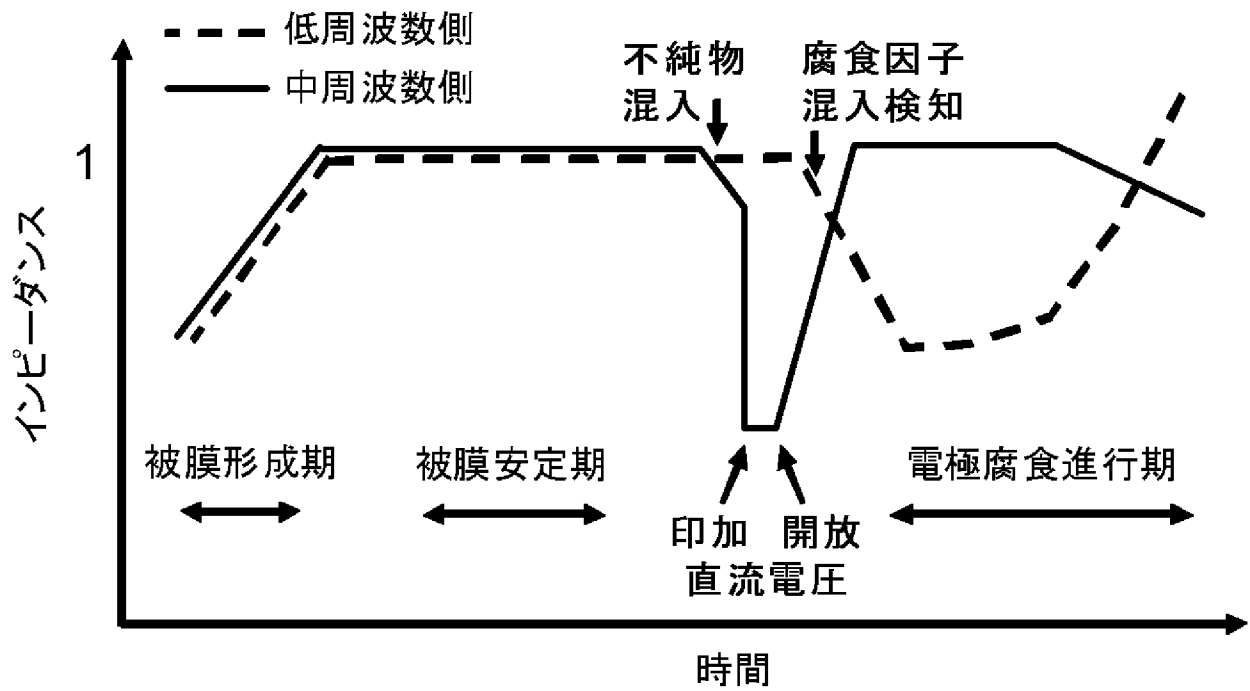 低周波数側
中周波数側
不純物
混入
腐食因子
混入検知
1
インピーダンス
被膜形成期
被膜安定期
電極腐食進行期
印加 開放
直流電圧
時間